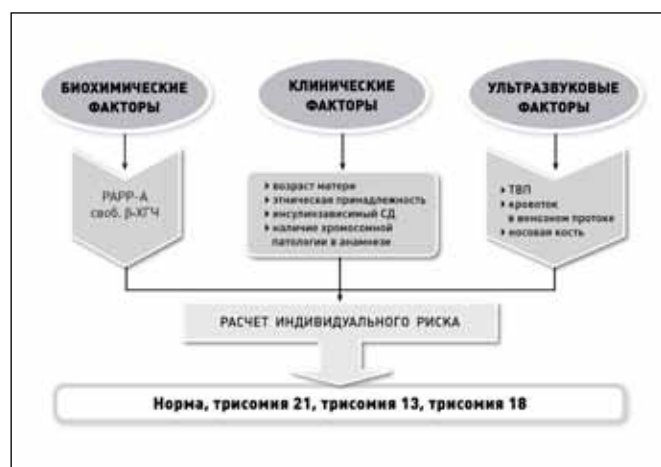 БИОХИМИЧЕСКИЕ
ФАКТОРЫ
КЛИНИЧЕСКИЕ
ФАКТОРЫ
УЛЬТРАЗВУКОВЫЕ
ФАКТОРЫ
PAPP-A
своб. β-ХГЧ
возраст матери
этническая принадлежность
инсулинзависимый СД
наличие хромосомной
патологии в анамнезе
ТВП
кровоток
в венозном протоке
носовая кость
РАСЧЕТ ИНДИВИДУАЛЬНОГО РИСКА
Норма, трисомия 21, трисомия 13, трисомия 18